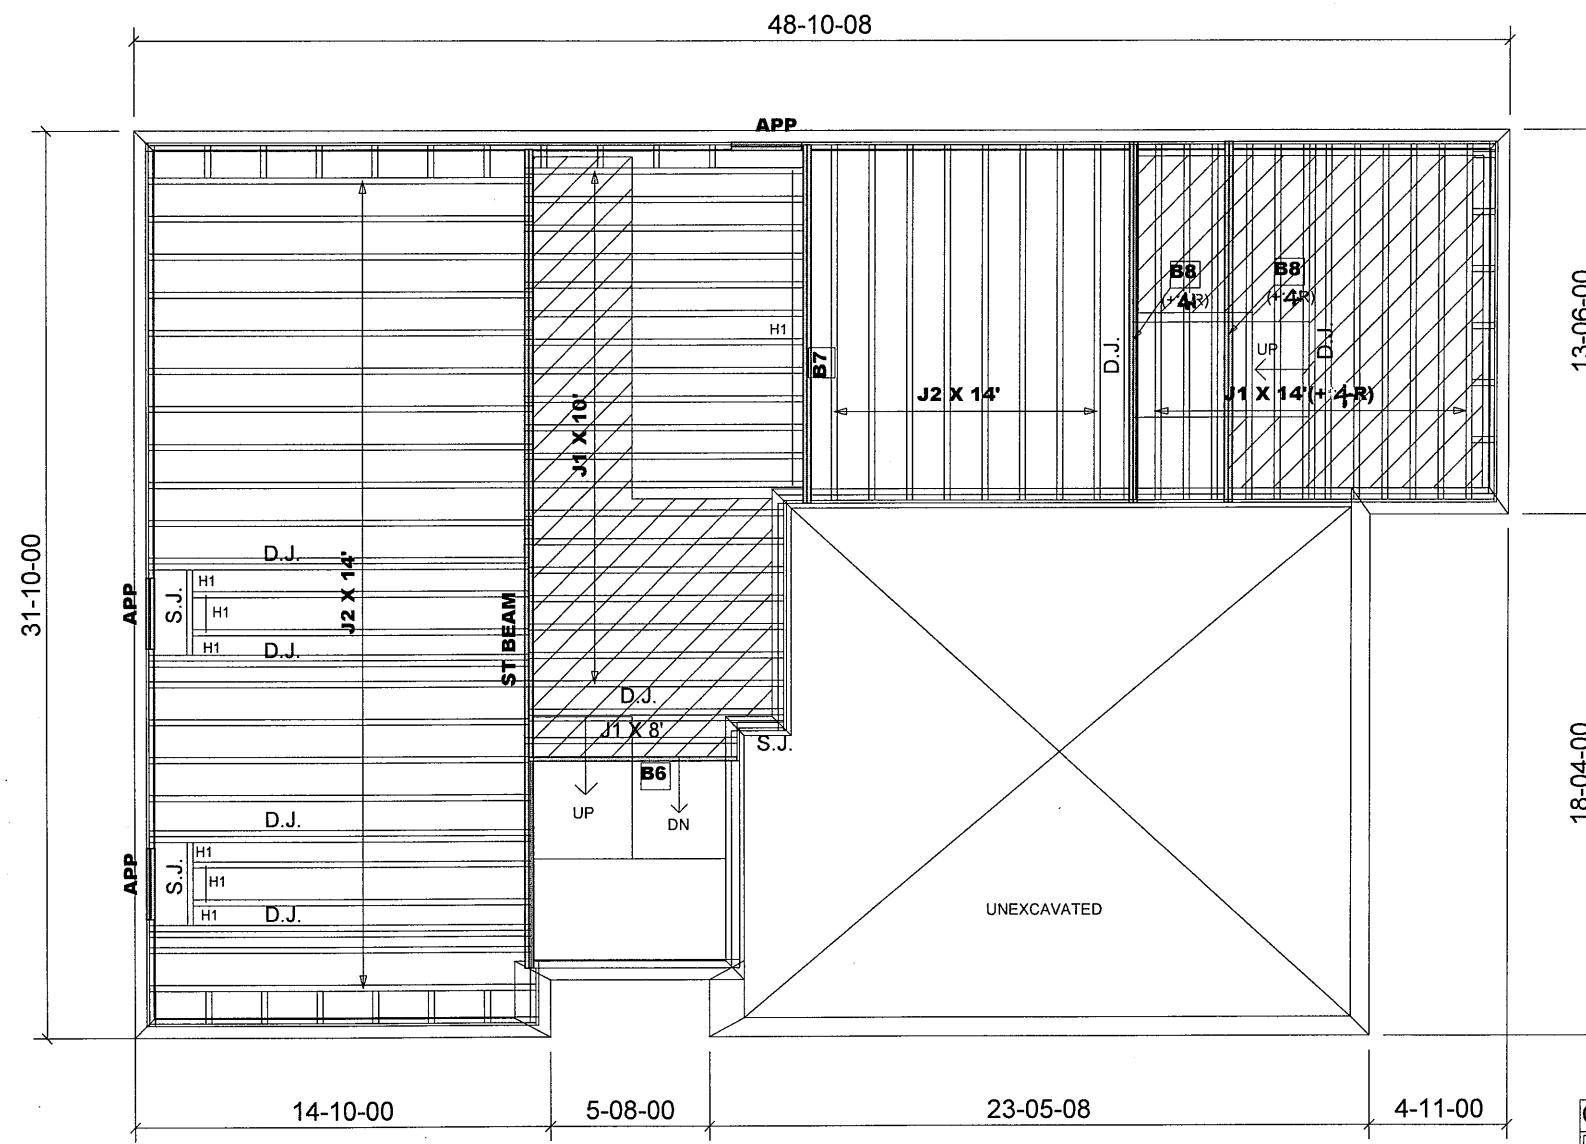 48-10-08
APP
B8
(+4R)
B8
(+4R)
13-06-00
H1
B7
D.J.
D.J.
UP
J2 X 14'
J1 X 14'(+4R)
J1 X 10'
31-10-00
D.J.
J2 X 14'
APP
S.J.
H1
H1
H1
D.J.
ST BEAM
D.J.
J1 X 8'
S.J.
B6
UP
DN
18-04-00
D.J.
APP
S.J.
H1
H1
H1
D.J.
UNEXCAVATED
14-10-00
5-08-00
23-05-08
4-11-00